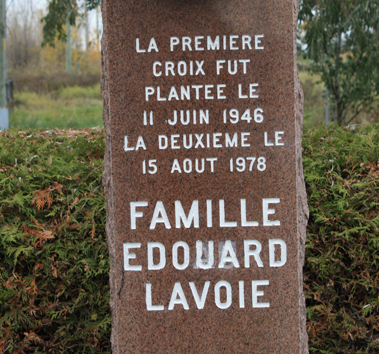 LA PREMIERE
CROIX FUT
PLANTEE LE
11 JUIN 1946
LA DEUXIEME LE
15 AOUT 1978
FAMILLE
EDOUARD
LAVOIE